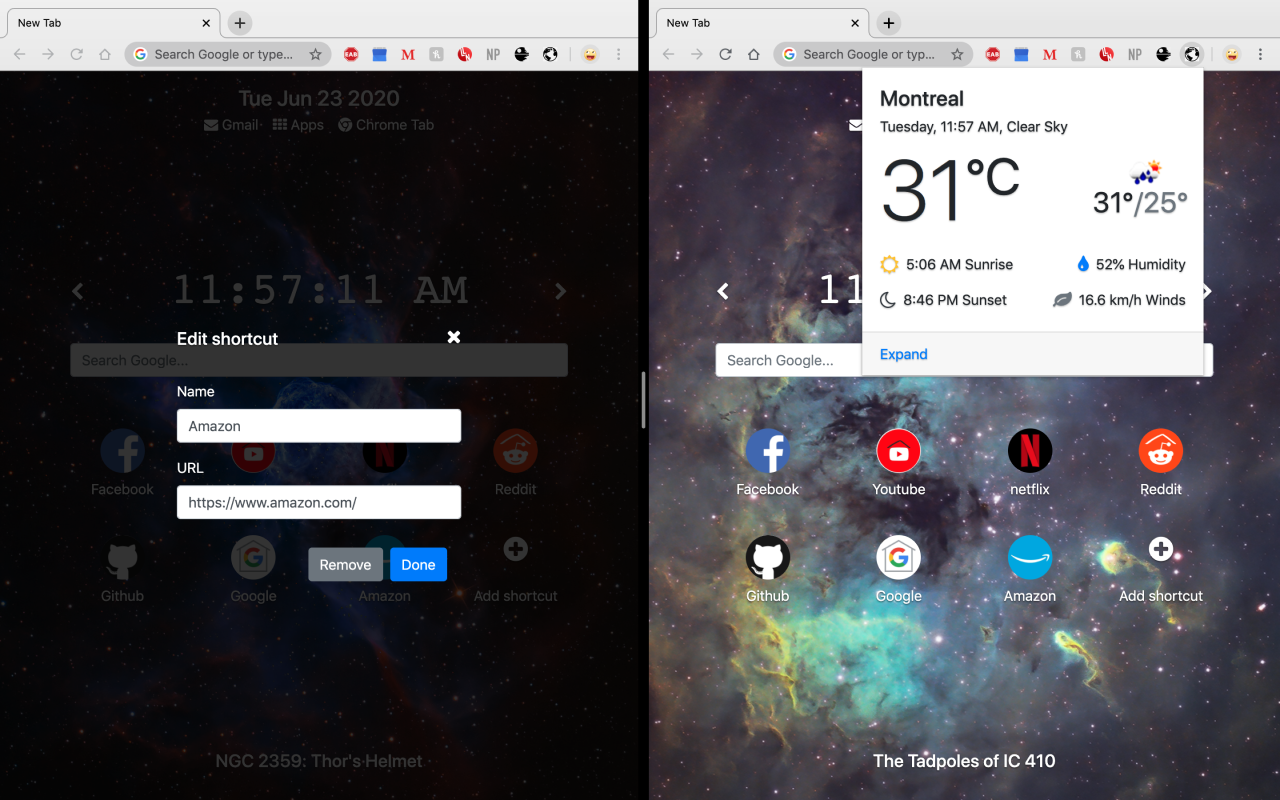 New Tab
Search Google or type...
EAB
M
NP
Tue Jun 23 2020
Gmail Apps Chrome Tab
11:57:11 AM
Edit shortcut
Search Google...
Name
Amazon
URL
https://www.amazon.com/
Facebook
Youtube
netflix
Reddit
Remove Done
Github Google Amazon Add shortcut
NGC 2359: Thor's Helmet
New Tab
Search Google or typ...
EAB
M
NP
Montreal
Tuesday, 11:57 AM, Clear Sky
31°C
31°/25°
5:06 AM Sunrise 52% Humidity
8:46 PM Sunset 16.6 km/h Winds
11
Search Google...
Expand
Facebook Youtube netflix Reddit
Github Google Amazon Add shortcut
The Tadpoles of IC 410